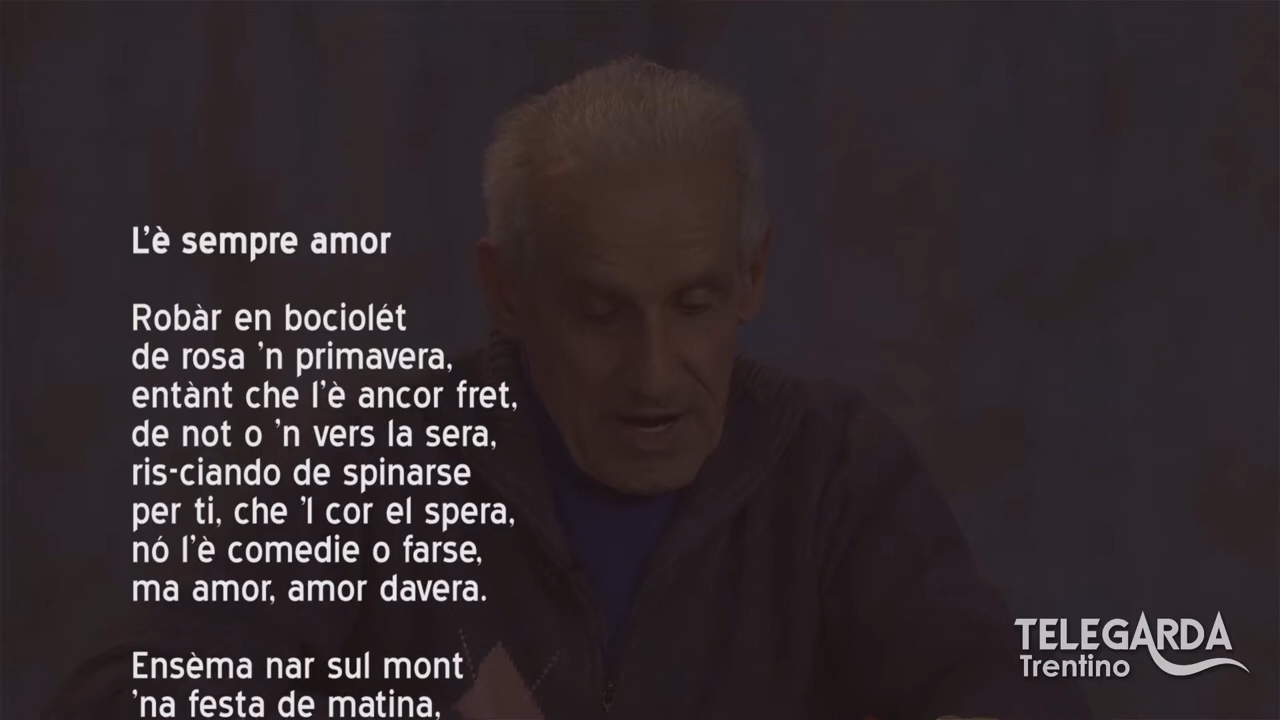 L'è sempre amor
Robàr en bociolét
de rosa 'n primavera,
entànt che l'è ancor fret,
de not o 'n vers la sera,
ris-ciando de spinarse
per ti, che 'l cor el spera,
nó l'è comedie o farse,
ma amor, amor davera.
Ensèma nar sul mont
'na festa de matina,
TELEGARDA
Trentino